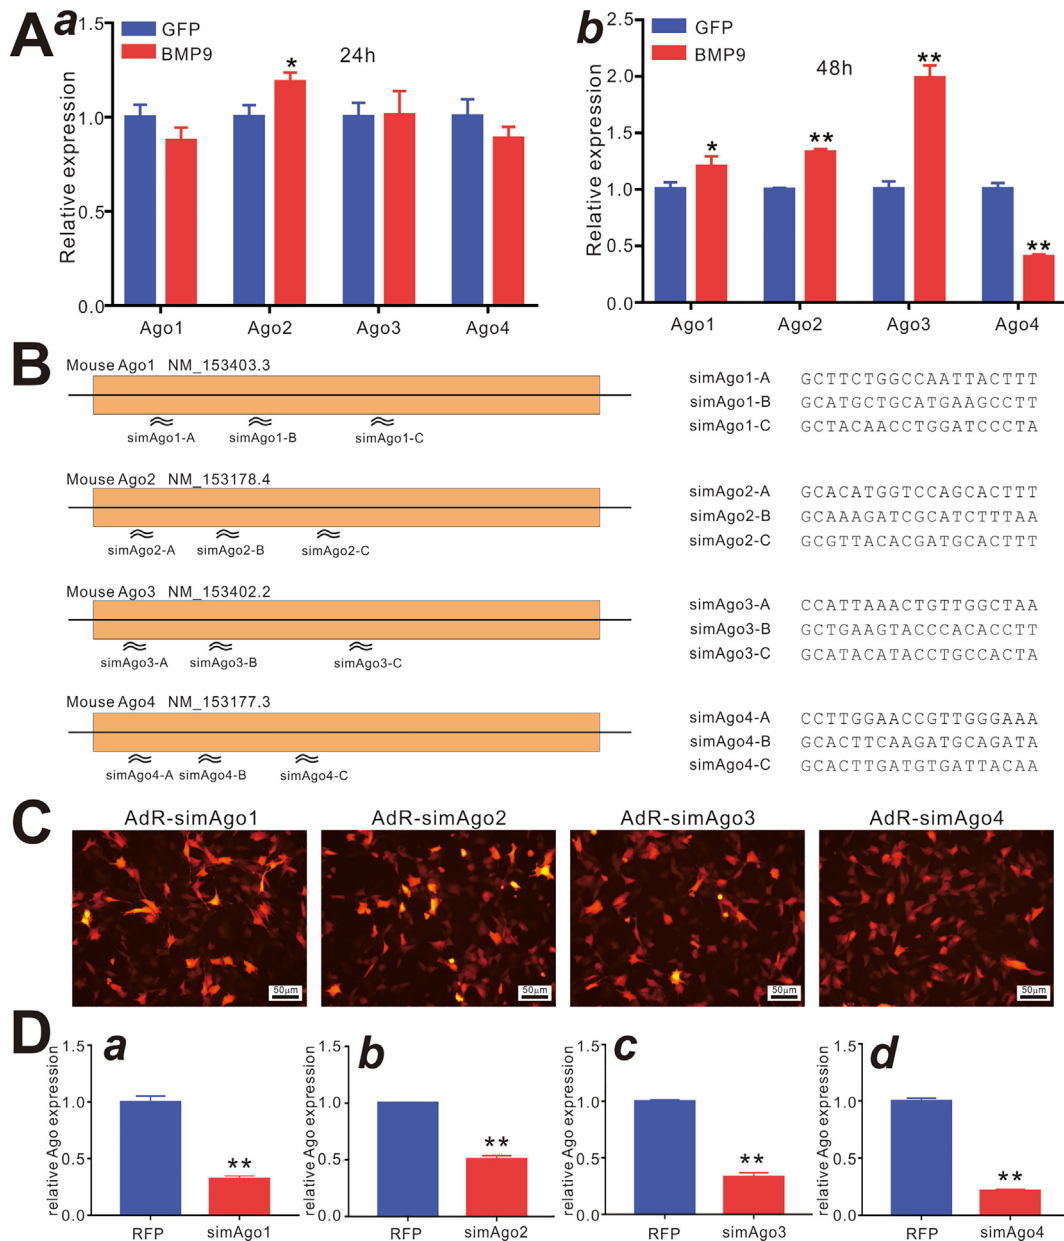 A
a
1.5
GFP
BMP9
24h
*
Relative expression
1.0
0.5
0.0
Ago1 Ago2 Ago3 Ago4
b
2.5
GFP
BMP9
48h
* ** ** **
Relative expression
2.0
1.5
1.0
0.5
0.0
Ago1 Ago2 Ago3 Ago4
B
Mouse Ago1 NM_153403.3
simAgo1-A simAgo1-B simAgo1-C
simAgo1-A GCTTCTGGCCAATTACTTT
simAgo1-B GCATGCTGCATGAAGCCTT
simAgo1-C GCTACAACCTGGATCCCTA
Mouse Ago2 NM_153178.4
simAgo2-A simAgo2-B simAgo2-C
simAgo2-A GCACATGGTCCAGCACTTT
simAgo2-B GCAAAGATCGCATCTTTAA
simAgo2-C GCGTTACACGATGCACTTT
Mouse Ago3 NM_153402.2
simAgo3-A simAgo3-B simAgo3-C
simAgo3-A CCATTAAACTGTTGGCTAA
simAgo3-B GCTGAAGTACCCACACCTT
simAgo3-C GCATACATACCTGCCACTA
Mouse Ago4 NM_153177.3
simAgo4-A simAgo4-B simAgo4-C
simAgo4-A CCTTGGAACCGTTGGGAAA
simAgo4-B GCACTTCAAGATGCAGATA
simAgo4-C GCACTTGATGTGATTACAA
C
AdR-simAgo1 AdR-simAgo2 AdR-simAgo3 AdR-simAgo4
50μm 50μm 50μm 50μm
D
a
relative Ago expression
1.5
1.0
0.5
0.0
**
RFP simAgo1
b
relative Ago expression
1.5
1.0
0.5
0.0
**
RFP simAgo2
c
relative Ago expression
1.5
1.0
0.5
0.0
**
RFP simAgo3
d
relative Ago expression
1.5
1.0
0.5
0.0
**
RFP simAgo4